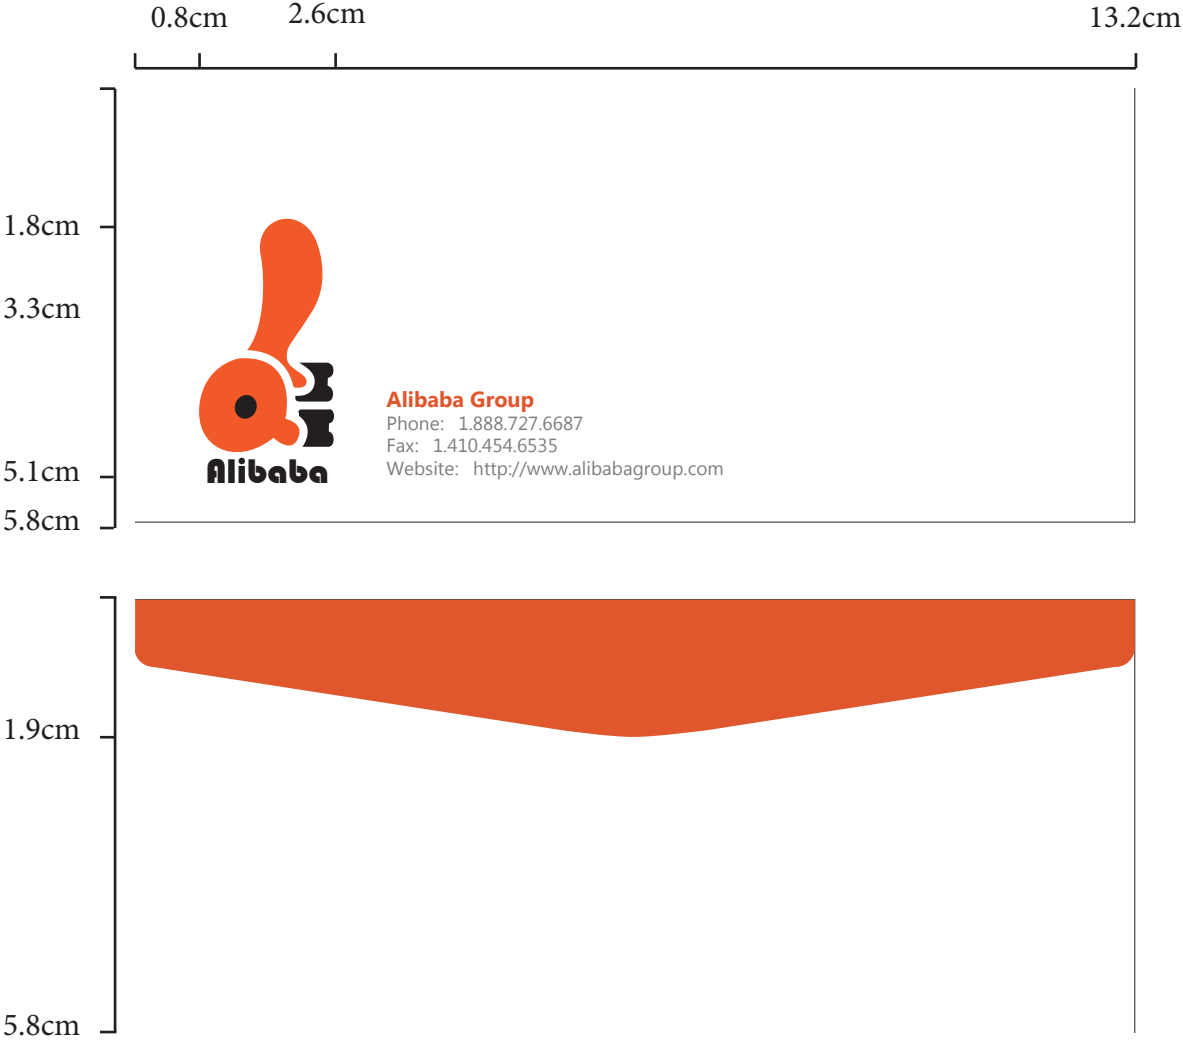 0.8cm
2.6cm
13.2cm
1.8cm
3.3cm
5.1cm
5.8cm
Alibaba
Alibaba Group
Phone: 1.888.727.6687
Fax: 1.410.454.6535
Website: http://www.alibabagroup.com
1.9cm
5.8cm